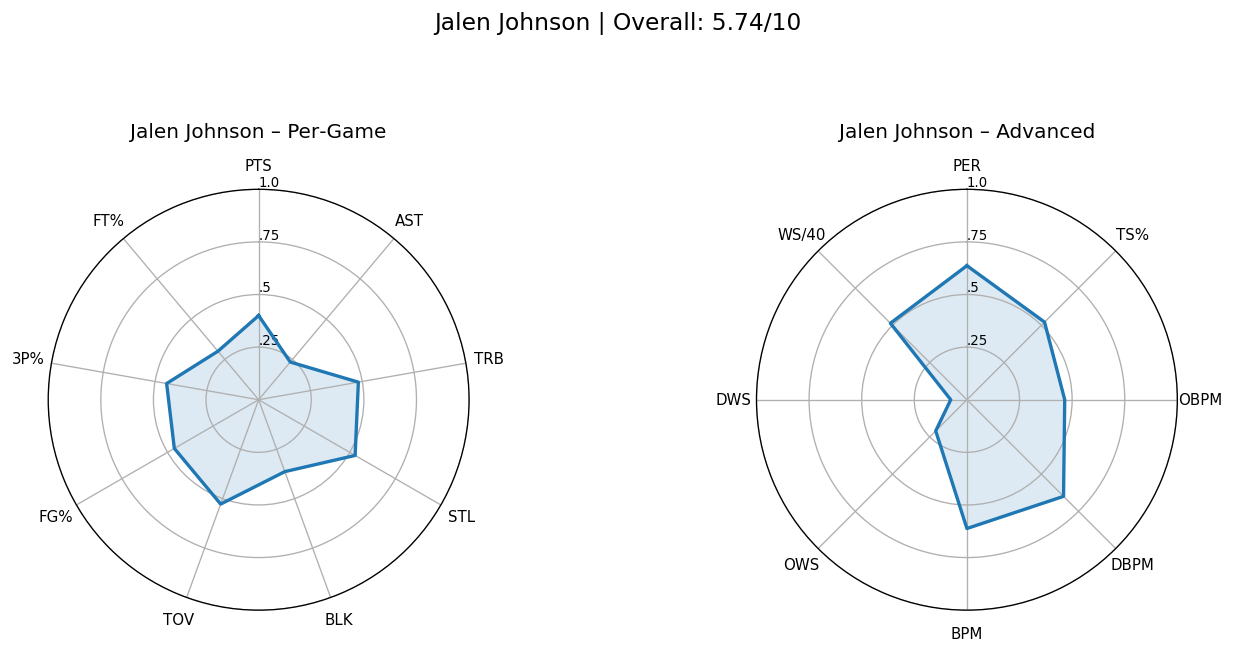 Jalen Johnson | Overall: 5.74/10
Jalen Johnson – Per-Game
PTS
1.0
.75
.5
.25
AST
TRB
STL
BLK
TOV
FG%
3P%
FT%
Jalen Johnson – Advanced
PER
1.0
.75
.5
.25
TS%
OBPM
DBPM
BPM
OWS
DWS
WS/40